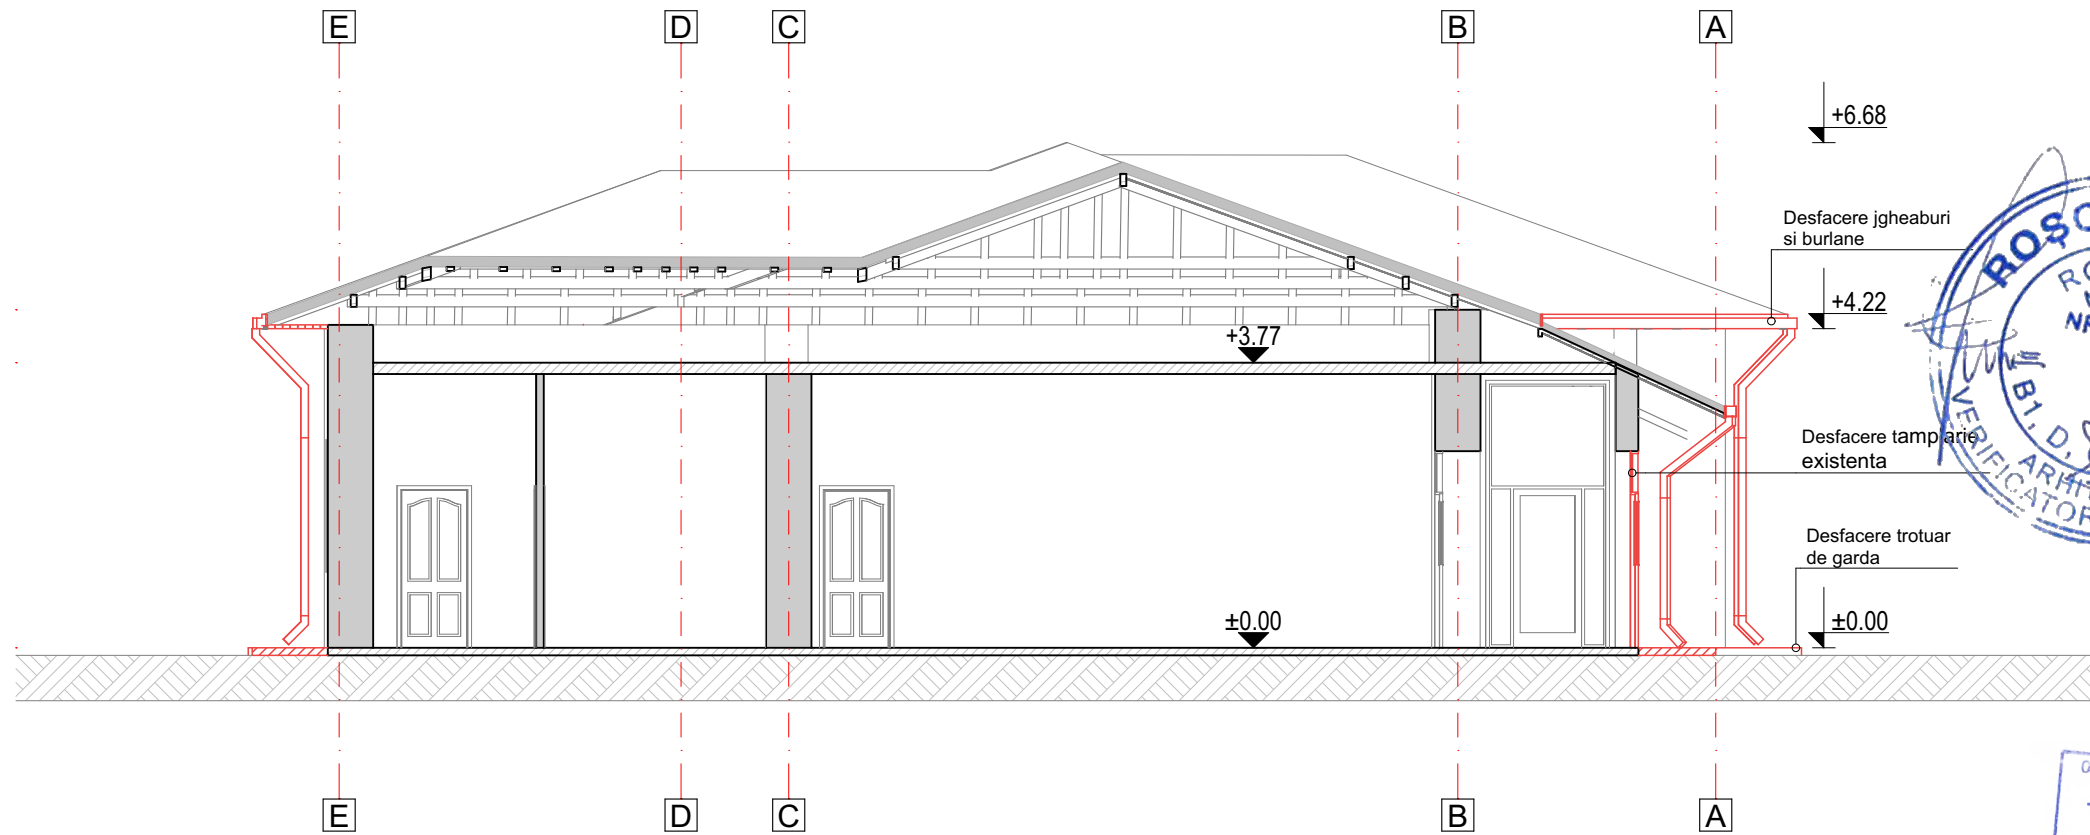 E
D
C
B
A
+6.68
Desfacere jgheaburi
si burlane
+4.22
+3.77
Desfacere tamplarie
existenta
Desfacere trotuar
de garda
±0.00
±0.00
E
D
C
B
A
B1, D,